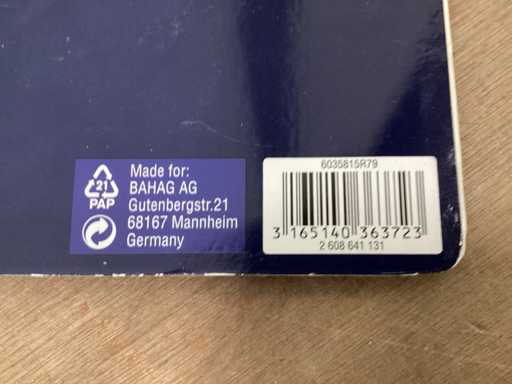 21
PAP
Made for:
BAHAG AG
Gutenbergstr.21
68167 Mannheim
Germany
6035815R79
3 165140 363723
2 608 641 131